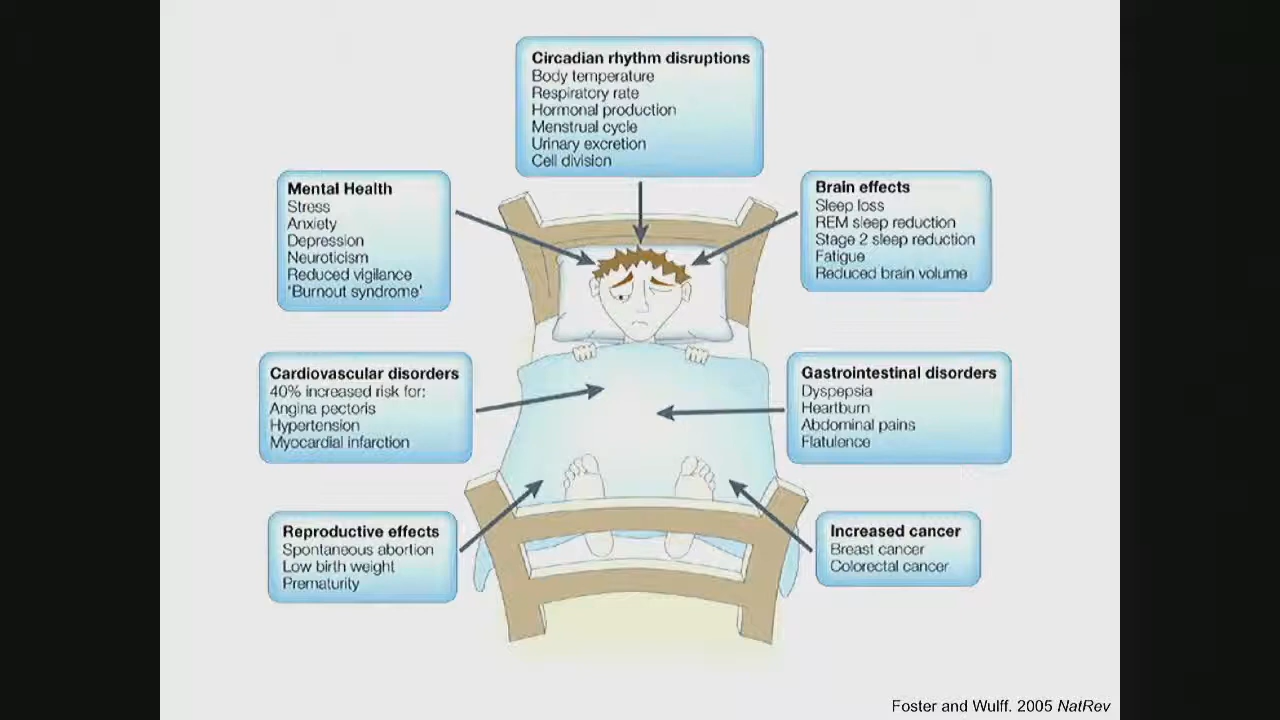 Circadian rhythm disruptions
Body temperature
Respiratory rate
Hormonal production
Menstrual cycle
Urinary excretion
Cell division
Mental Health
Stress
Anxiety
Depression
Neuroticism
Reduced vigilance
'Burnout syndrome'
Brain effects
Sleep loss
REM sleep reduction
Stage 2 sleep reduction
Fatigue
Reduced brain volume
Cardiovascular disorders
40% increased risk for:
Angina pectoris
Hypertension
Myocardial infarction
Gastrointestinal disorders
Dyspepsia
Heartburn
Abdominal pains
Flatulence
Reproductive effects
Spontaneous abortion
Low birth weight
Prematurity
Increased cancer
Breast cancer
Colorectal cancer
Foster and Wulff. 2005 NatRev